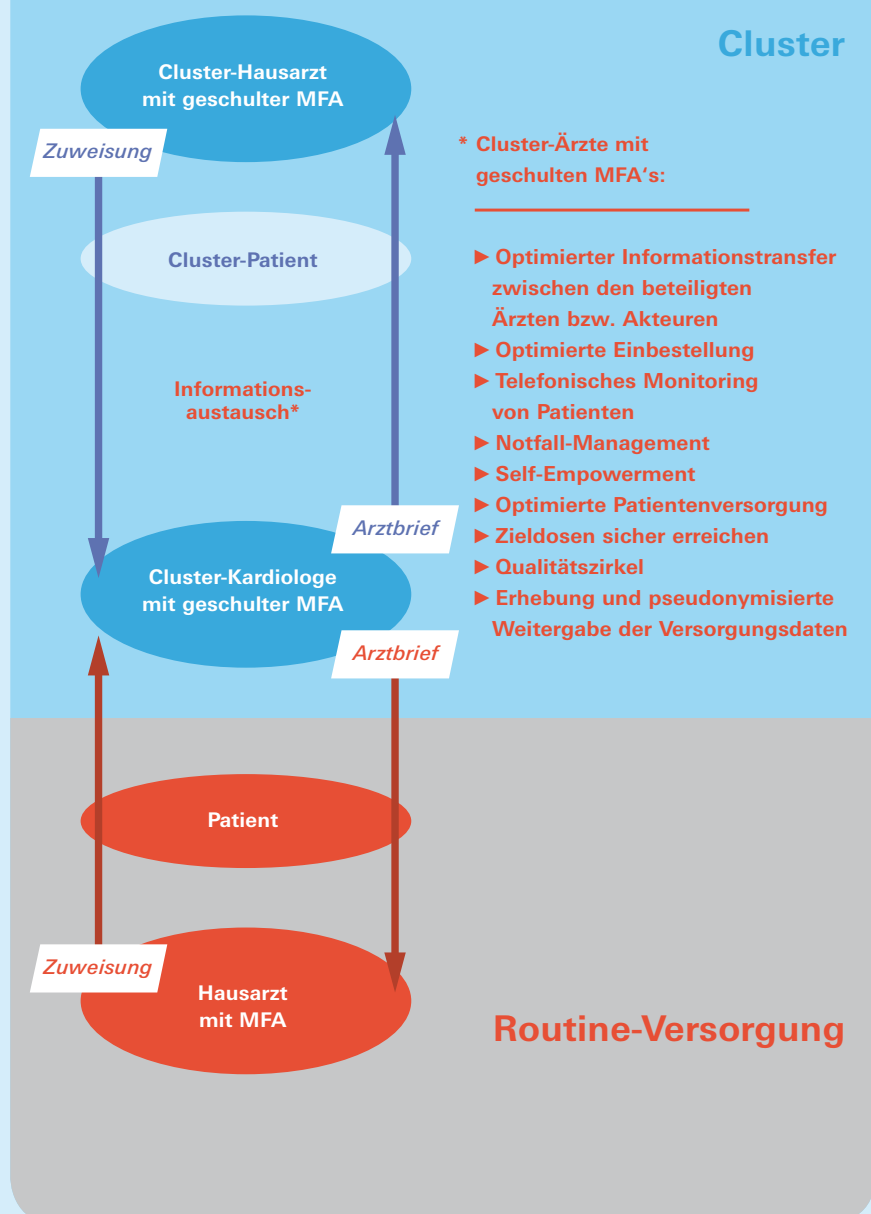 Cluster
Cluster-Hausarzt
mit geschulter MFA
Zuweisung
Cluster-Patient
Informations-
austausch*
Arztbrief
Cluster-Kardiologe
mit geschulter MFA
Arztbrief
* Cluster-Ärzte mit
geschulten MFA‘s:
► Optimierter Informationstransfer
zwischen den beteiligten
Ärzten bzw. Akteuren
► Optimierte Einbestellung
► Telefonisches Monitoring
von Patienten
► Notfall-Management
► Self-Empowerment
► Optimierte Patientenversorgung
► Zieldosen sicher erreichen
► Qualitätszirkel
► Erhebung und pseudonymisierte
Weitergabe der Versorgungsdaten
Patient
Zuweisung
Hausarzt
mit MFA
Routine-Versorgung